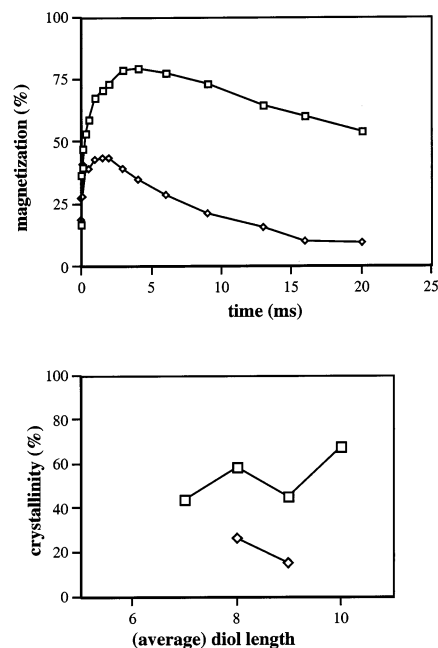 100
75
50
25
0
magnetization (%)
0 5 10 15 20 25
time (ms)
100
80
60
40
20
0
crystallinity (%)
6 8 10
(average) diol length